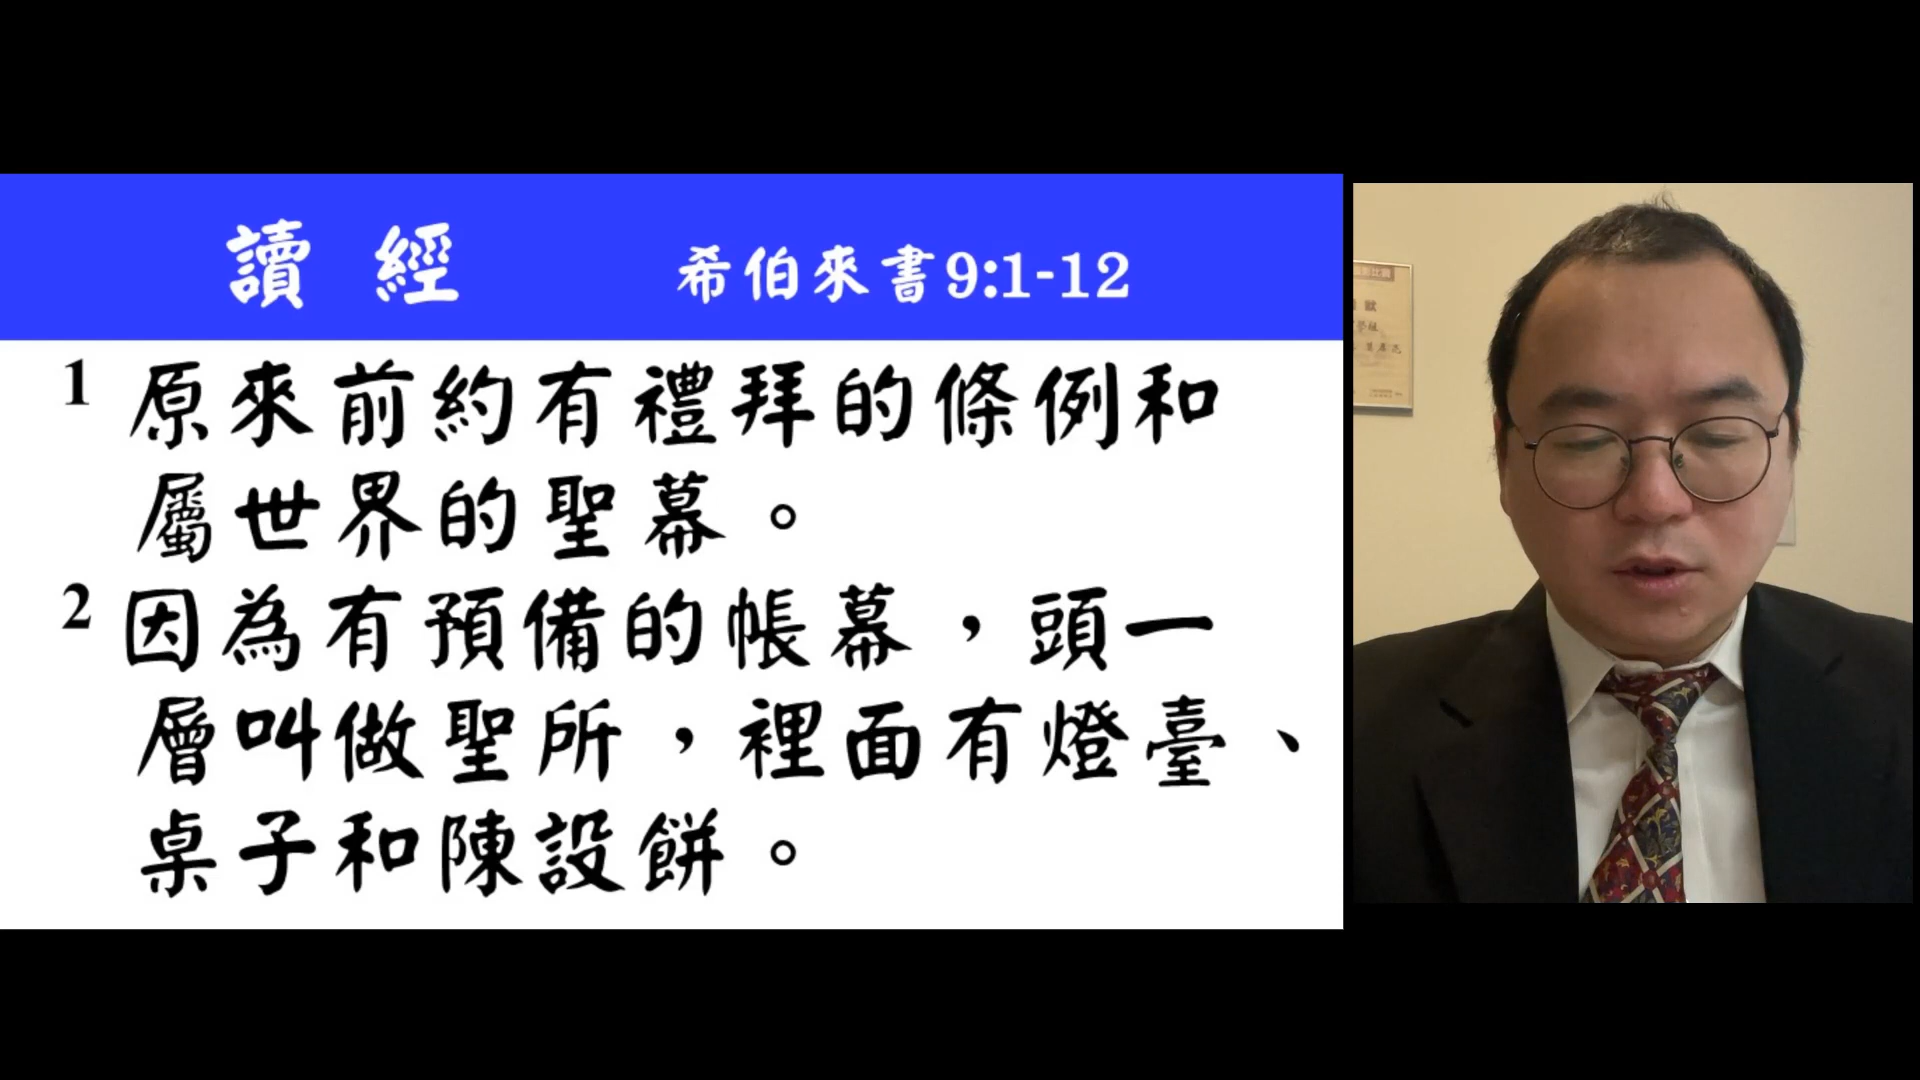 讀經 希伯來書9:1-12
1 原來前約有禮拜的條例和
屬世界的聖幕。
2 因為有預備的帳幕，頭一
層叫做聖所，裡面有燈臺、
桌子和陳設餅。